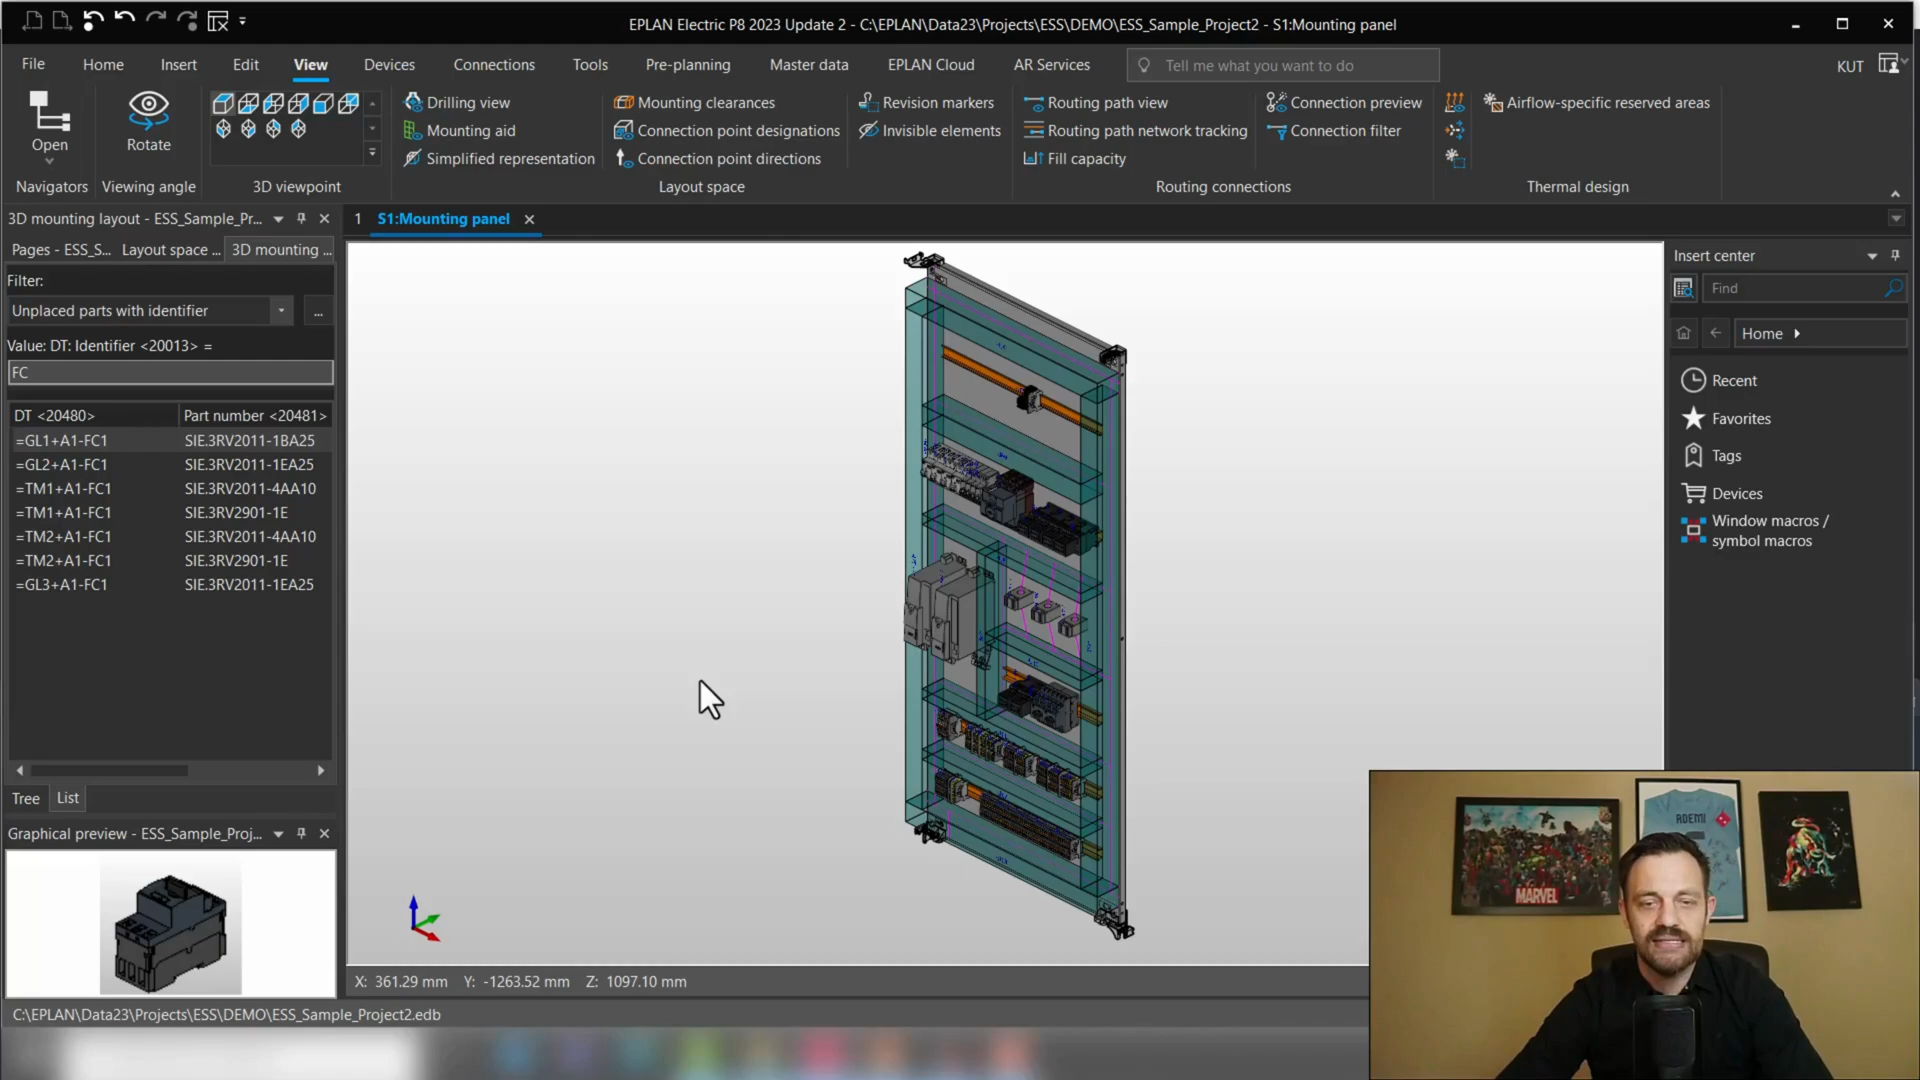 EPLAN Electric P8 2023 Update 2 - C:\EPLAN\Data23\Projects\ESS\DEMO\ESS_Sample_Project2 - S1:Mounting panel
File Home Insert Edit View Devices Connections Tools Pre-planning Master data EPLAN Cloud AR Services Tell me what you want to do KUT
Open
Navigators
Rotate
Viewing angle
3D viewpoint
Drilling view
Mounting aid
Simplified representation
Mounting clearances
Connection point designations
Connection point directions
Revision markers
Invisible elements
Layout space
Routing path view
Routing path network tracking
Fill capacity
Connection preview
Connection filter
Routing connections
Airflow-specific reserved areas
Thermal design
3D mounting layout - ESS_Sample_Pr...
Pages - ESS_S... Layout space ... 3D mounting ...
Filter:
Unplaced parts with identifier ...
Value: DT: Identifier <20013> =
FC
DT <20480> Part number <20481>
=GL1+A1-FC1 SIE.3RV2011-1BA25
=GL2+A1-FC1 SIE.3RV2011-1EA25
=TM1+A1-FC1 SIE.3RV2011-4AA10
=TM1+A1-FC1 SIE.3RV2901-1E
=TM2+A1-FC1 SIE.3RV2011-4AA10
=TM2+A1-FC1 SIE.3RV2901-1E
=GL3+A1-FC1 SIE.3RV2011-1EA25
Tree List
Graphical preview - ESS_Sample_Proj...
1 S1:Mounting panel
X: 361.29 mm Y: -1263.52 mm Z: 1097.10 mm
C:\EPLAN\Data23\Projects\ESS\DEMO\ESS_Sample_Project2.edb
Insert center
Find
Home
Recent
Favorites
Tags
Devices
Window macros /
symbol macros
MARVEL
ADEMI